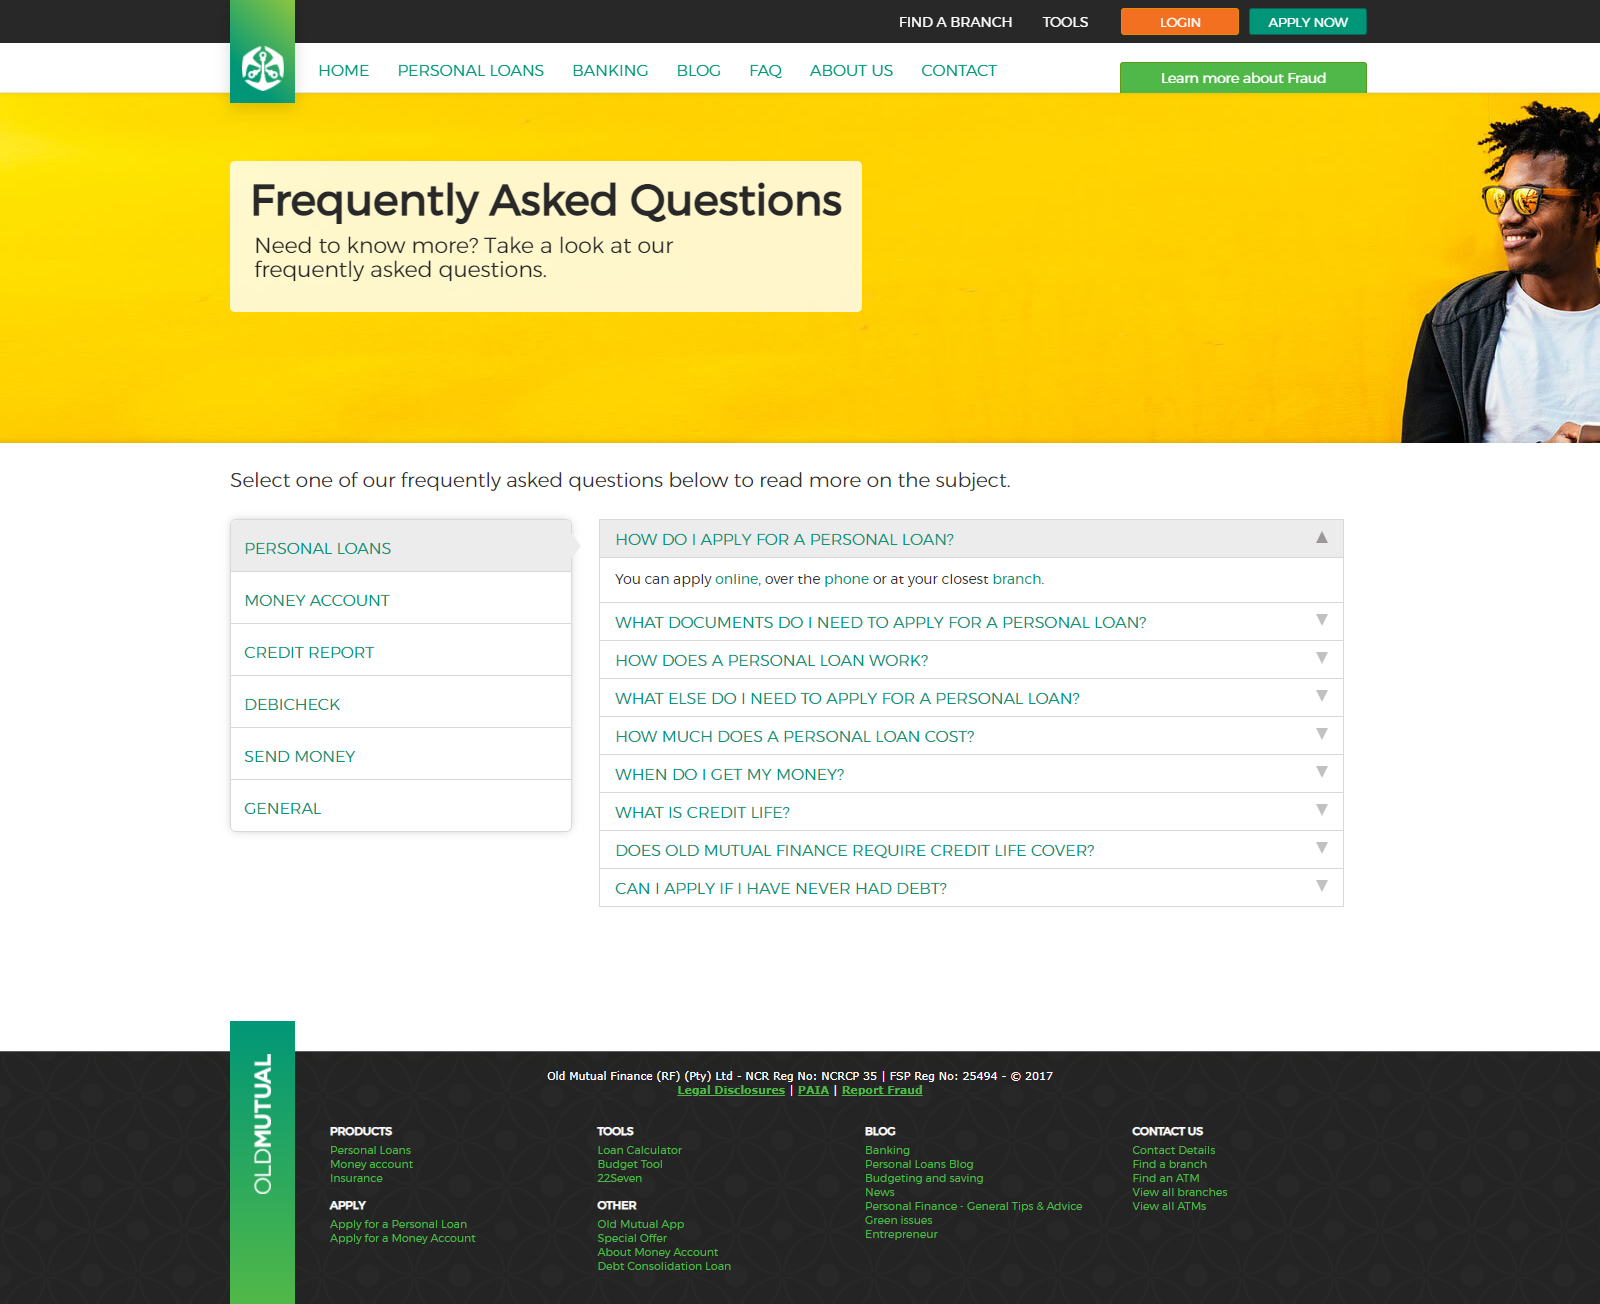 FIND A BRANCH
TOOLS
LOGIN
APPLY NOW
HOME
PERSONAL LOANS
BANKING
BLOG
FAQ
ABOUT US
CONTACT
Learn more about Fraud
Frequently Asked Questions
Need to know more? Take a look at our
frequently asked questions.
Select one of our frequently asked questions below to read more on the subject.
PERSONAL LOANS
MONEY ACCOUNT
CREDIT REPORT
DEBICHECK
SEND MONEY
GENERAL
HOW DO I APPLY FOR A PERSONAL LOAN?
You can apply online, over the phone or at your closest branch.
WHAT DOCUMENTS DO I NEED TO APPLY FOR A PERSONAL LOAN?
HOW DOES A PERSONAL LOAN WORK?
WHAT ELSE DO I NEED TO APPLY FOR A PERSONAL LOAN?
HOW MUCH DOES A PERSONAL LOAN COST?
WHEN DO I GET MY MONEY?
WHAT IS CREDIT LIFE?
DOES OLD MUTUAL FINANCE REQUIRE CREDIT LIFE COVER?
CAN I APPLY IF I HAVE NEVER HAD DEBT?
OLDMUTUAL
Old Mutual Finance (RF) (Pty) Ltd - NCR Reg No: NCRCP 35 | FSP Reg No: 25494 - © 2017
Legal Disclosures | PAIA | Report Fraud
PRODUCTS
Personal Loans
Money account
Insurance
APPLY
Apply for a Personal Loan
Apply for a Money Account
TOOLS
Loan Calculator
Budget Tool
22Seven
OTHER
Old Mutual App
Special Offer
About Money Account
Debt Consolidation Loan
BLOG
Banking
Personal Loans Blog
Budgeting and saving
News
Personal Finance - General Tips & Advice
Green issues
Entrepreneur
CONTACT US
Contact Details
Find a branch
Find an ATM
View all branches
View all ATMs